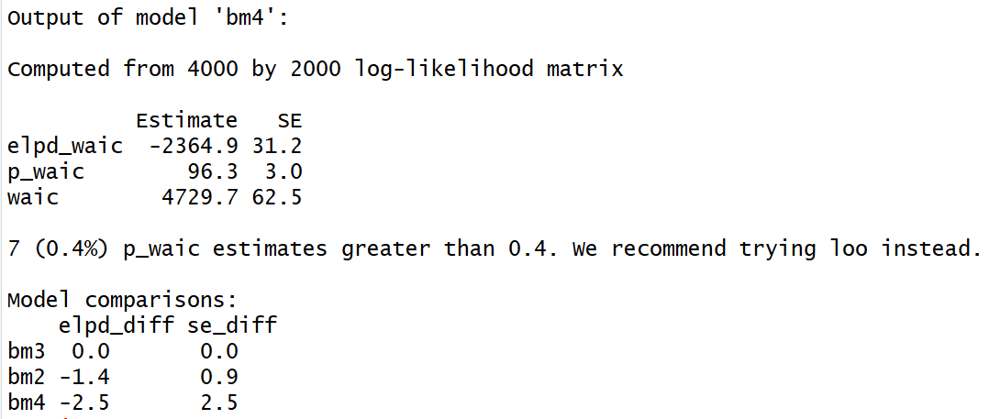 Output of model 'bm4':
Computed from 4000 by 2000 log-likelihood matrix
Estimate SE
elpd_waic -2364.9 31.2
p_waic 96.3 3.0
waic 4729.7 62.5
7 (0.4%) p_waic estimates greater than 0.4. We recommend trying loo instead.
Model comparisons:
elpd_diff se_diff
bm3 0.0 0.0
bm2 -1.4 0.9
bm4 -2.5 2.5